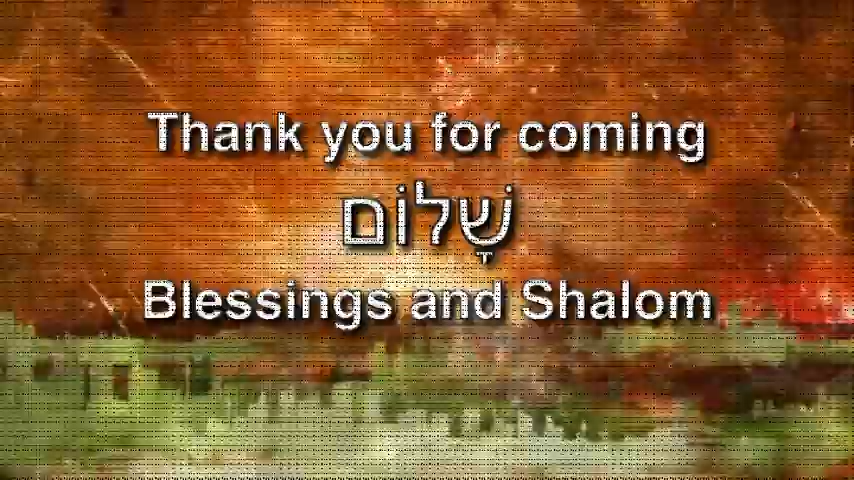 Thank you for coming
שָׁלוֹם
Blessings and Shalom